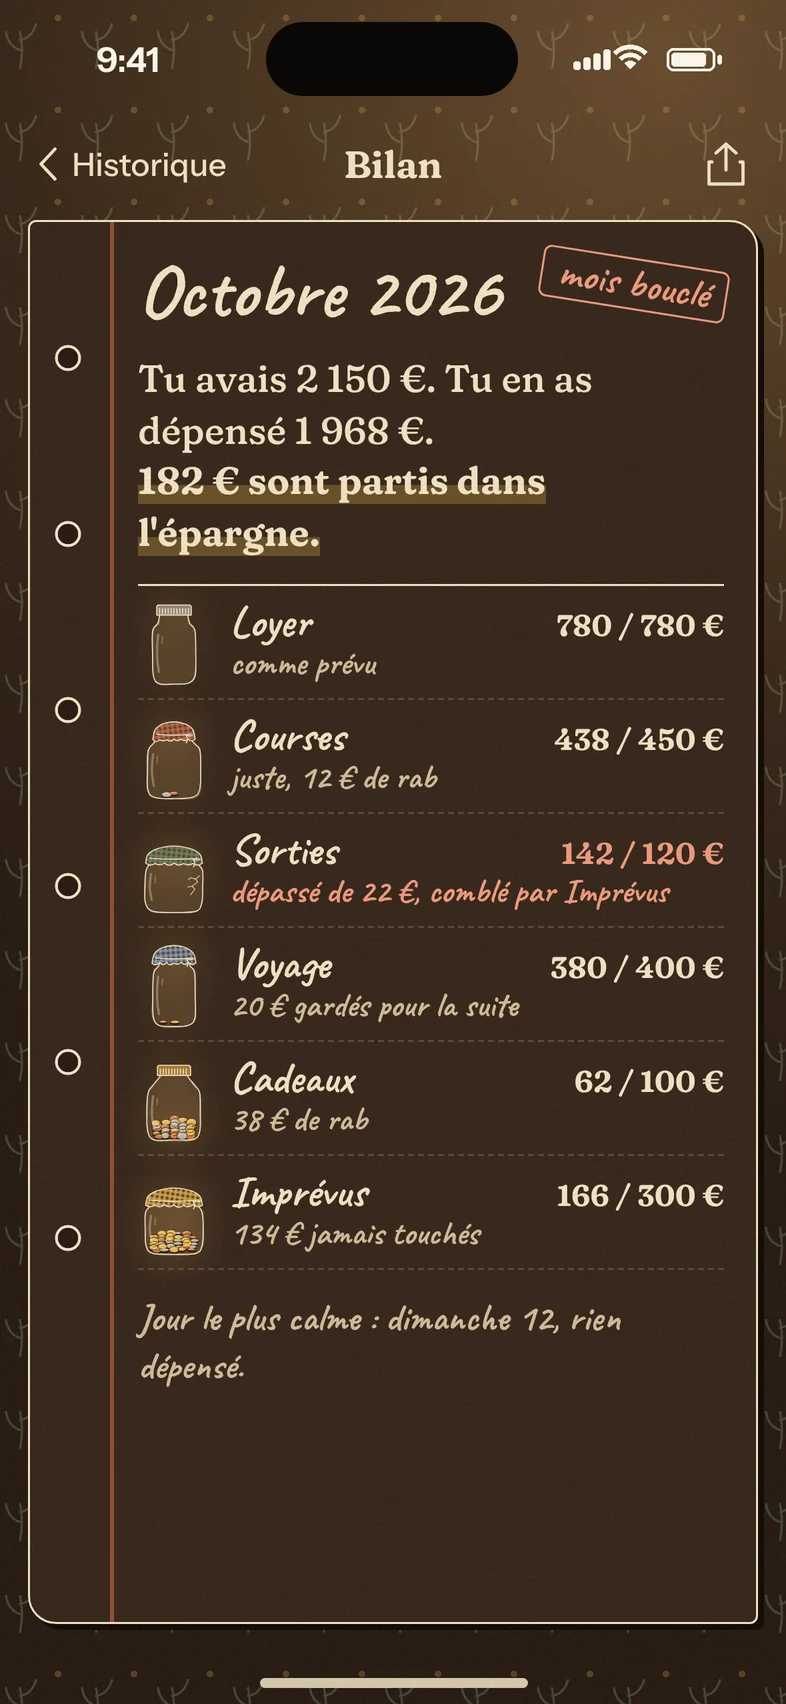 9:41
Historique
Bilan
Octobre 2026
mois bouclé
Tu avais 2 150 €. Tu en as
dépensé 1 968 €.
182 € sont partis dans
l'épargne.
Loyer
780 / 780 €
comme prévu
Courses
438 / 450 €
juste, 12 € de rab
Sorties
142 / 120 €
dépassé de 22 €, comblé par Imprévus
Voyage
380 / 400 €
20 € gardés pour la suite
Cadeaux
62 / 100 €
38 € de rab
Imprévus
166 / 300 €
134 € jamais touchés
Jour le plus calme : dimanche 12, rien
dépensé.